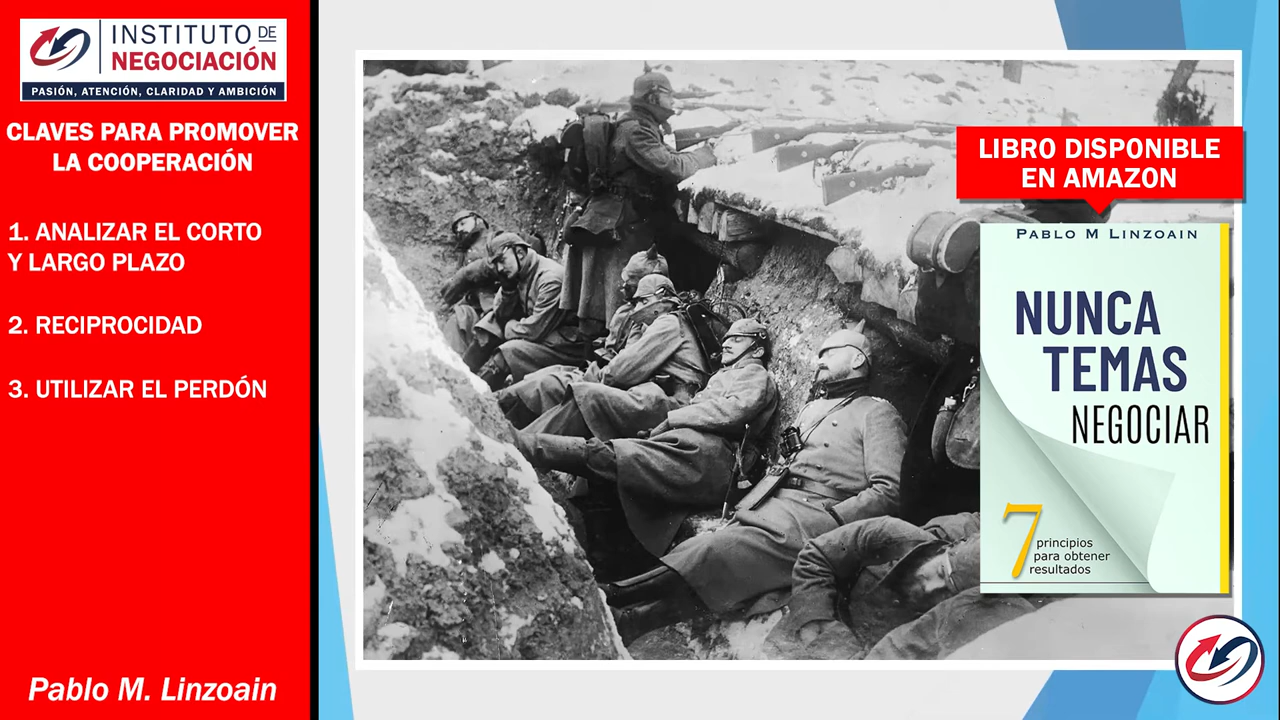 INSTITUTO DE
NEGOCIACIÓN
PASIÓN, ATENCIÓN, CLARIDAD Y AMBICIÓN
CLAVES PARA PROMOVER
LA COOPERACIÓN
1. ANALIZAR EL CORTO
Y LARGO PLAZO
2. RECIPROCIDAD
3. UTILIZAR EL PERDÓN
Pablo M. Linzoain
LIBRO DISPONIBLE
EN AMAZON
PABLO M LINZOAIN
NUNCA
TEMAS
NEGOCIAR
7 principios
para obtener
resultados